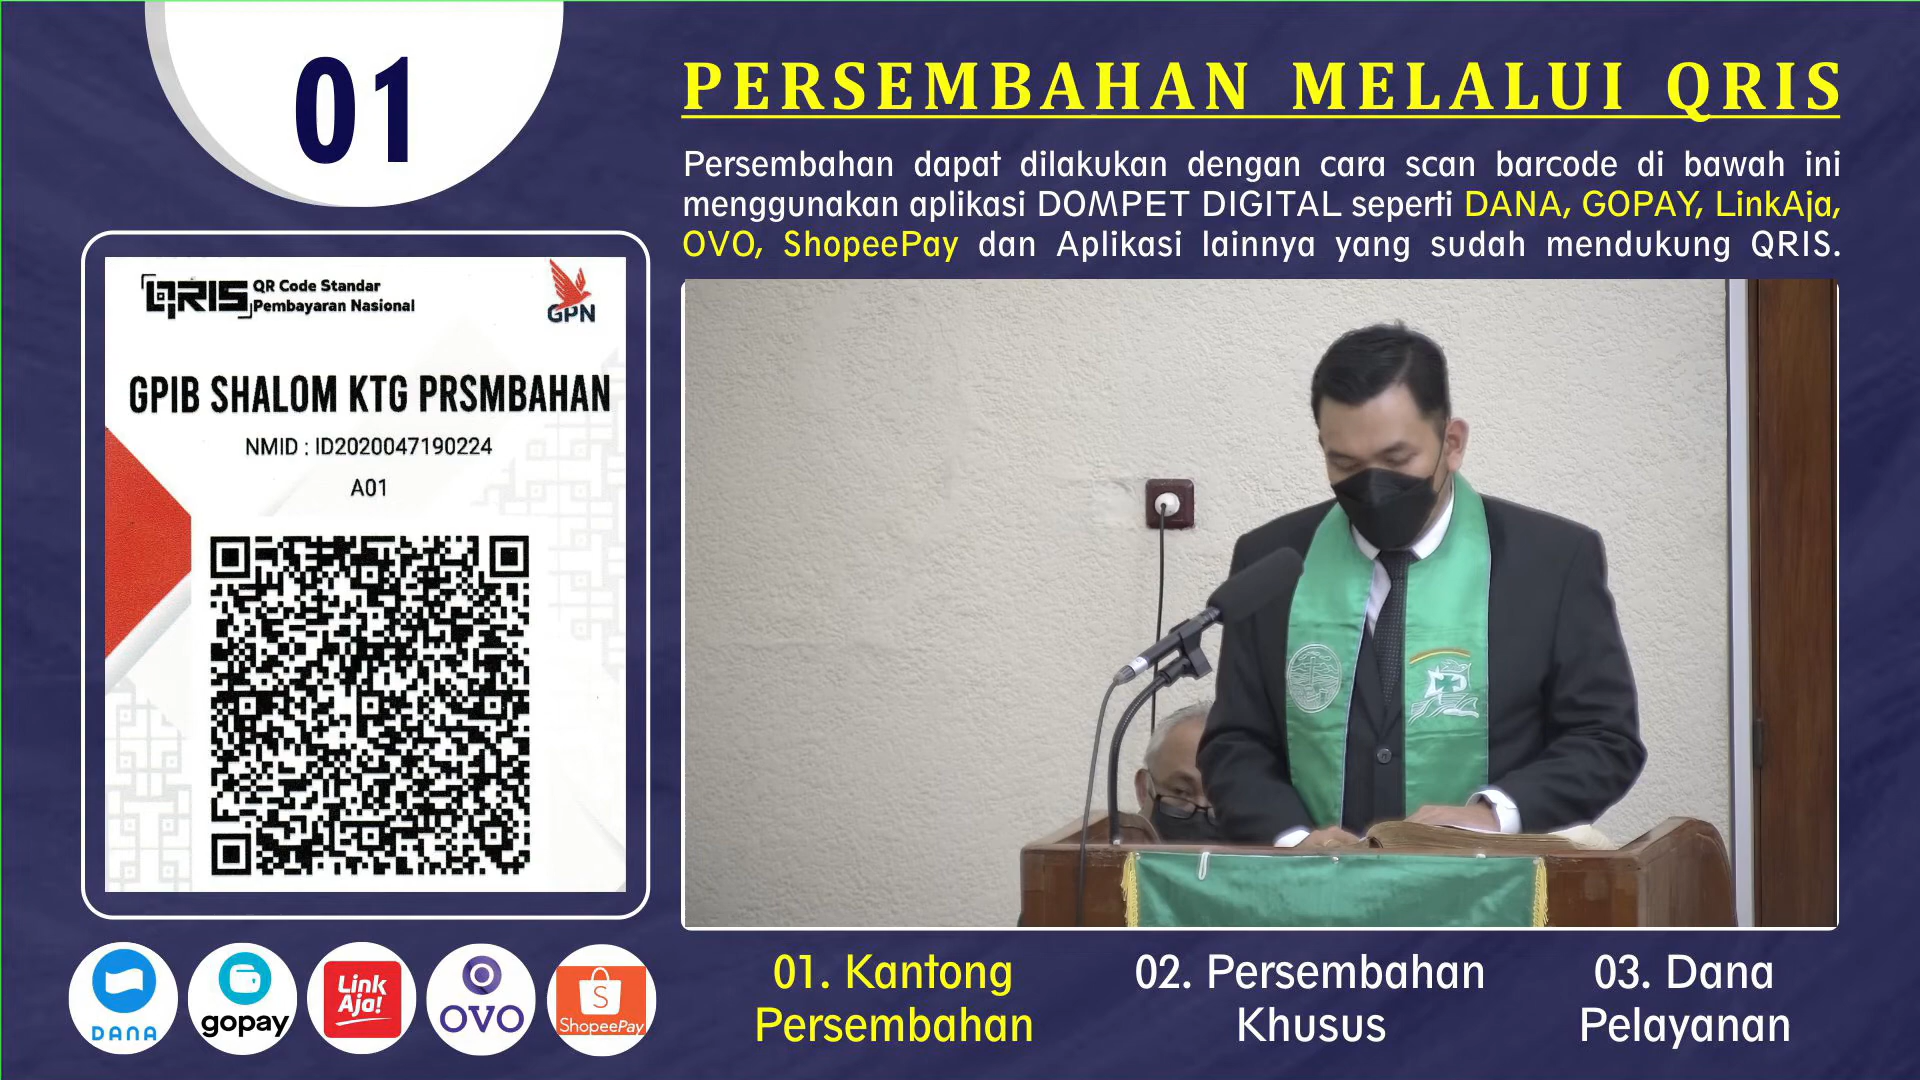 01
PERSEMBAHAN MELALUI QRIS
Persembahan dapat dilakukan dengan cara scan barcode di bawah ini
menggunakan aplikasi DOMPET DIGITAL seperti DANA, GOPAY, LinkAja,
OVO, ShopeePay dan Aplikasi lainnya yang sudah mendukung QRIS.
QRIS
QR Code Standar
Pembayaran Nasional
GPN
GPIB SHALOM KTG PRSMBAHAN
NMID : ID2020047190224
A01
DANA
gopay
Link
Aja!
OVO
S
ShopeePay
01. Kantong
Persembahan
02. Persembahan
Khusus
03. Dana
Pelayanan